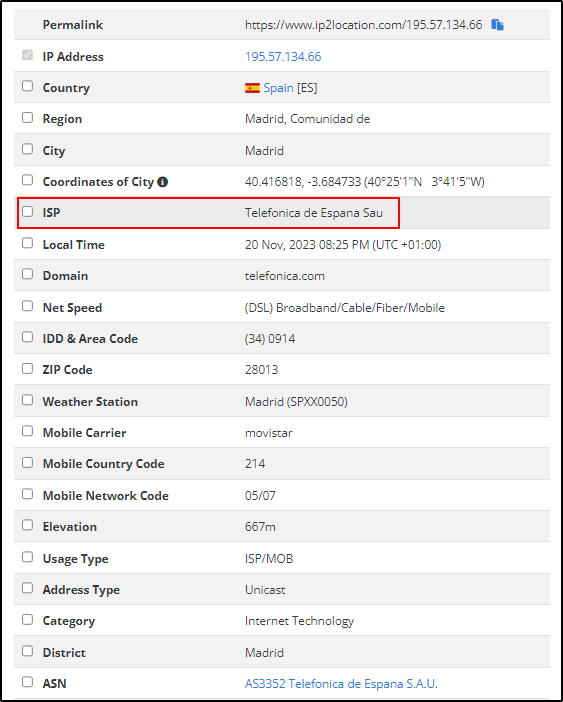 Permalink https://www.ip2location.com/195.57.134.66
IP Address 195.57.134.66
Country Spain [ES]
Region Madrid, Comunidad de
City Madrid
Coordinates of City 40.416818, -3.684733 (40°25'1"N 3°41'5"W)
ISP Telefonica de Espana Sau
Local Time 20 Nov, 2023 08:25 PM (UTC +01:00)
Domain telefonica.com
Net Speed (DSL) Broadband/Cable/Fiber/Mobile
IDD & Area Code (34) 0914
ZIP Code 28013
Weather Station Madrid (SPXX0050)
Mobile Carrier movistar
Mobile Country Code 214
Mobile Network Code 05/07
Elevation 667m
Usage Type ISP/MOB
Address Type Unicast
Category Internet Technology
District Madrid
ASN AS3352 Telefonica de Espana S.A.U.